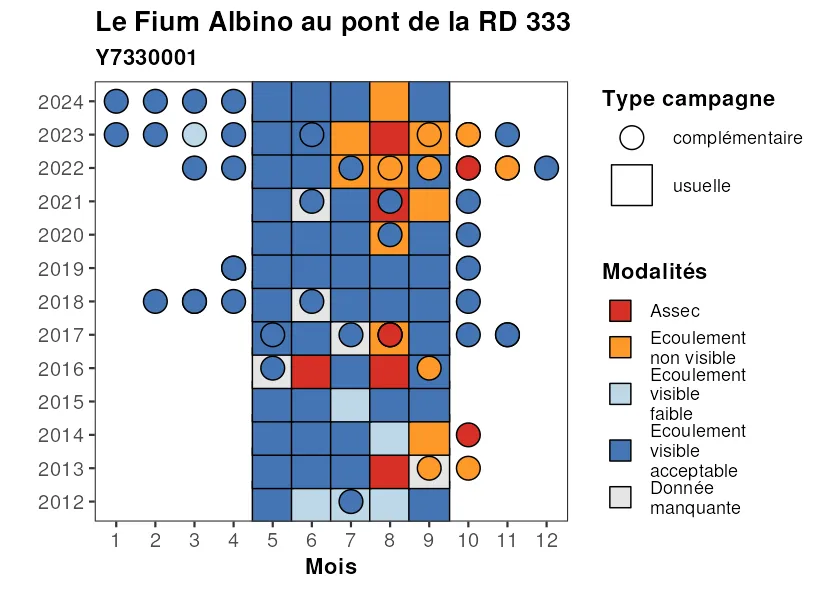 Le Fium Albino au pont de la RD 333
Y7330001
2024
2023
2022
2021
2020
2019
2018
2017
2016
2015
2014
2013
2012
1 2 3 4 5 6 7 8 9 10 11 12
Mois
Type campagne
complémentaire
usuelle
Modalités
Assec
Ecoulement
non visible
Ecoulement
visible
faible
Ecoulement
visible
acceptable
Donnée
manquante